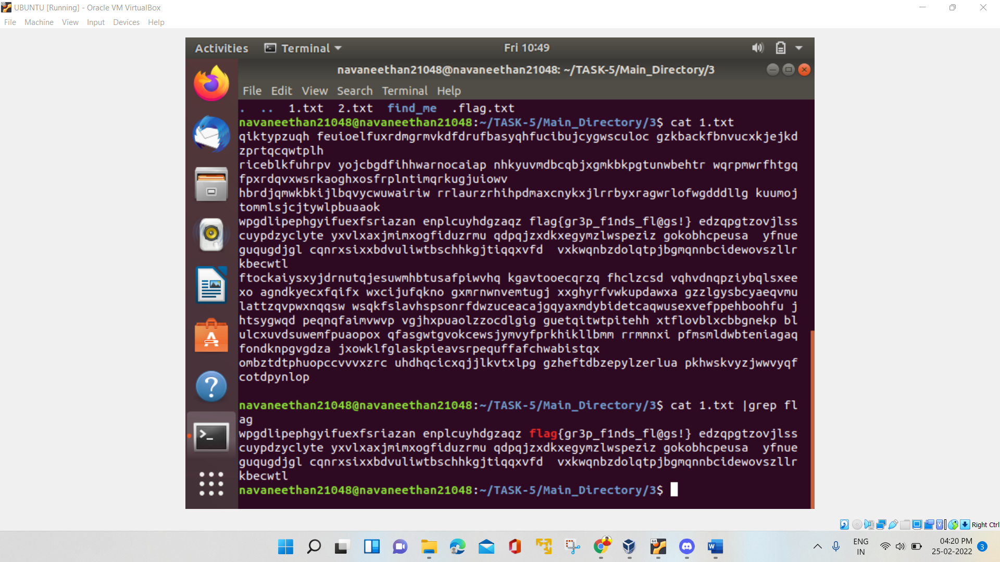 UBUNTU [Running] - Oracle VM VirtualBox
File Machine View Input Devices Help
Activities Terminal Fri 10:49
navaneethan21048@navaneethan21048: ~/TASK-5/Main_Directory/3
File Edit View Search Terminal Help
. .. 1.txt 2.txt find_me .flag.txt
navaneethan21048@navaneethan21048:~/TASK-5/Main_Directory/3$ cat 1.txt
qiktypzuqh feuioelfuxrdmgrmvkdfdrufbasyqhfucibujcygwsculoc gzkbackfbnvucxkjejkd
zprtqcqwtplh
riceblkfuhrpv yojcbgdfihhwarnocaiap nhkyuvmdbcqbjxgmkbkpgtunwbehtr wqrpmwrfhtgq
fpxrdqvxwsrkaoghxosfrplntimqrkugjuiowv
hbrdjqmwkbkijlbqvycwuwairiw rrlaurzrhihpdmaxcnykxjlrrbyxragwrlofwgdddllg kuumoj
tommlsjcjtywlpbuaaok
wpgdlipephgyifuexfsriazan enplcuyhdgzaqz flag{gr3p_f1nds_fl@gs!} edzqpgtzovjlss
cuypdzyclyte yxvlxaxjmimxogfiduzrmu qdpqjzxdkxegymzlwspeziz gokobhcpeusa  yfnue
guqugdjgl cqnrxsixxbdvuliwtbschhkgjtiqqxvfd  vxkwqnbzdolqtpjbgmqnnbcidewovszllr
kbecwtl
ftockaiysxyjdrnutqjesuwmhbtusafpiwvhq kgavtooecqrzq fhclzcsd vqhvdnqpziybqlsxee
xo agndkyecxfqifx wxcijufqkno gxmrnwnvemtugj xxghyrfvwkupdawxa gzzlgysbcyaeqvmu
lattzqvpwxnqqsw wsqkfslavhspsonrfdwzuceacajgqyaxmdybidetcaqwusexvefppehboohfu j
htsygwqd peqnqfaimvwvp vgjhxpuaolzzocdlgig guetqitwtpitehh xtflovblxcbbgnekp bl
ulcxuvdsuwemfpuaopox qfasgwtgvokcewsjymvyfprkhikllbmm rrmmnxi pfmsmldwbteniagaq
fondknpgvgdza jxowklfglaskpieavsrpequffafchwabistqx
ombztdtphuopccvvvxzrc uhdhqcicxqjjlkvtxlpg gzheftdbzepylzerlua pkhwskvyzjwwvyqf
cotdpynlop
navaneethan21048@navaneethan21048:~/TASK-5/Main_Directory/3$ cat 1.txt |grep fl
ag
wpgdlipephgyifuexfsriazan enplcuyhdgzaqz flag{gr3p_f1nds_fl@gs!} edzqpgtzovjlss
cuypdzyclyte yxvlxaxjmimxogfiduzrmu qdpqjzxdkxegymzlwspeziz gokobhcpeusa  yfnue
guqugdjgl cqnrxsixxbdvuliwtbschhkgjtiqqxvfd  vxkwqnbzdolqtpjbgmqnnbcidewovszllr
kbecwtl
navaneethan21048@navaneethan21048:~/TASK-5/Main_Directory/3$
Right Ctrl
ENG 04:20 PM
IN 25-02-2022 3